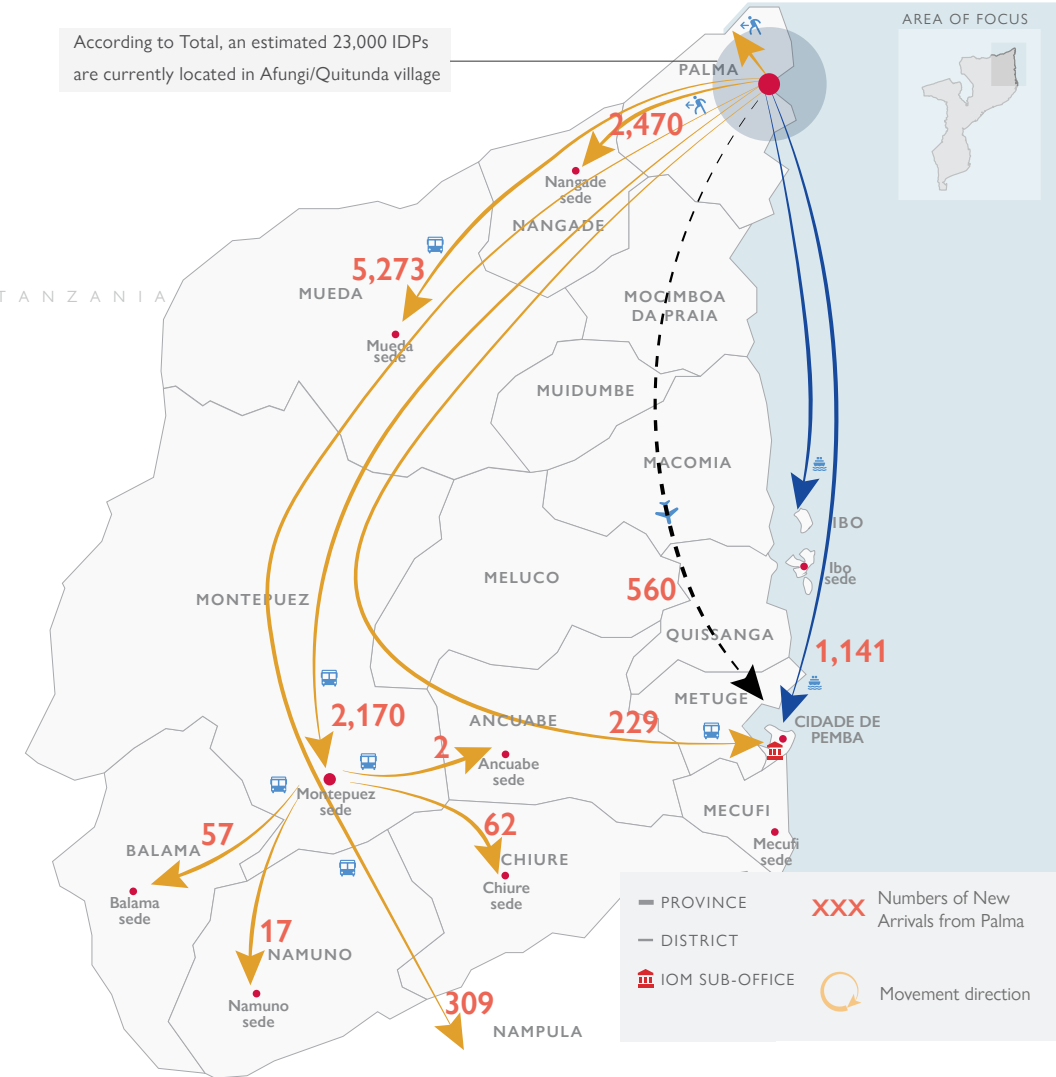 According to Total, an estimated 23,000 IDPs
are currently located in Afungi/Quitunda village
AREA OF FOCUS
PALMA
2,470
Nangade
sede
NANGADE
5,273
MUEDA
TANZANIA
Mueda
sede
MOCIMBOA
DA PRAIA
MUIDUMBE
MACOMIA
IBO
Ibo
sede
MELUCO
560
MONTEPUEZ
QUISSANGA
1,141
METUGE
2,170
ANCUABE
229
CIDADE DE
PEMBA
2
Ancuabe
sede
Montepuez
sede
MECUFI
57
62
Mecufi
sede
BALAMA
CHIURE
Balama
sede
Chiure
sede
17
NAMUNO
Namuno
sede
309
NAMPULA
PROVINCE
DISTRICT
IOM SUB-OFFICE
XXX
Numbers of New
Arrivals from Palma
Movement direction